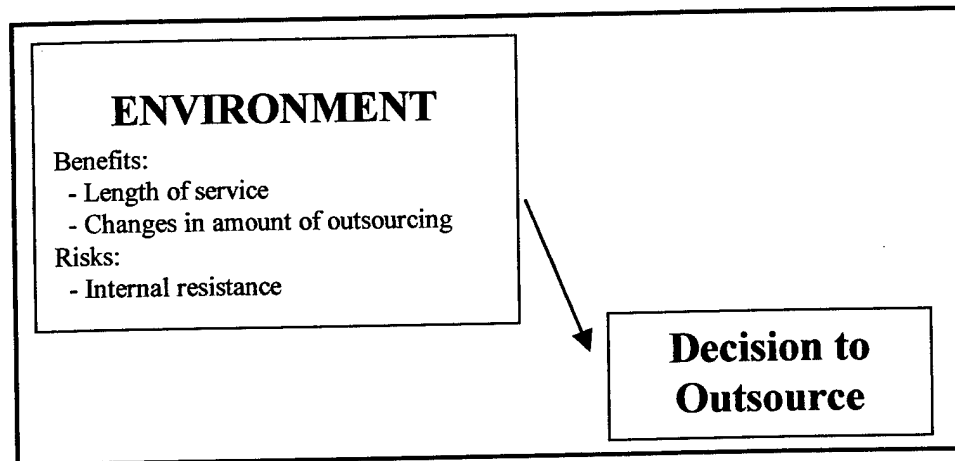 ENVIRONMENT
Benefits:
- Length of service
- Changes in amount of outsourcing
Risks:
- Internal resistance
Decision to
Outsource